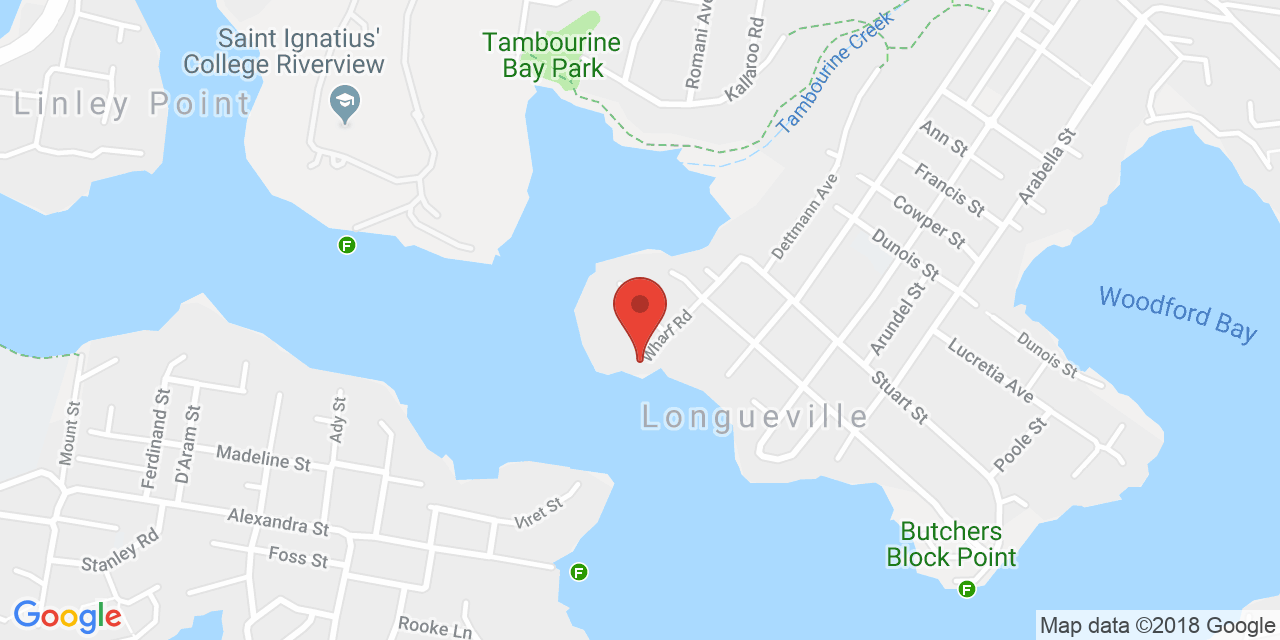 Saint Ignatius'
College Riverview
Linley Point
Tambourine
Bay Park
Romani Ave
Kallaroo Rd
Tambourine Creek
Ann St
Francis St
Cowper St
Dunois St
Arabella St
Dettmann Ave
Woodford Bay
Wharf Rd
Arundel St
Dunois St
Lucretia Ave
Stuart St
Poole St
Longueville
Mount St
Ferdinand St
D'Aram St
Ady St
Madeline St
Alexandra St
Viret St
Stanley Rd
Foss St
Rooke Ln
F
F
F
Butchers
Block Point
Google
Map data ©2018 Google